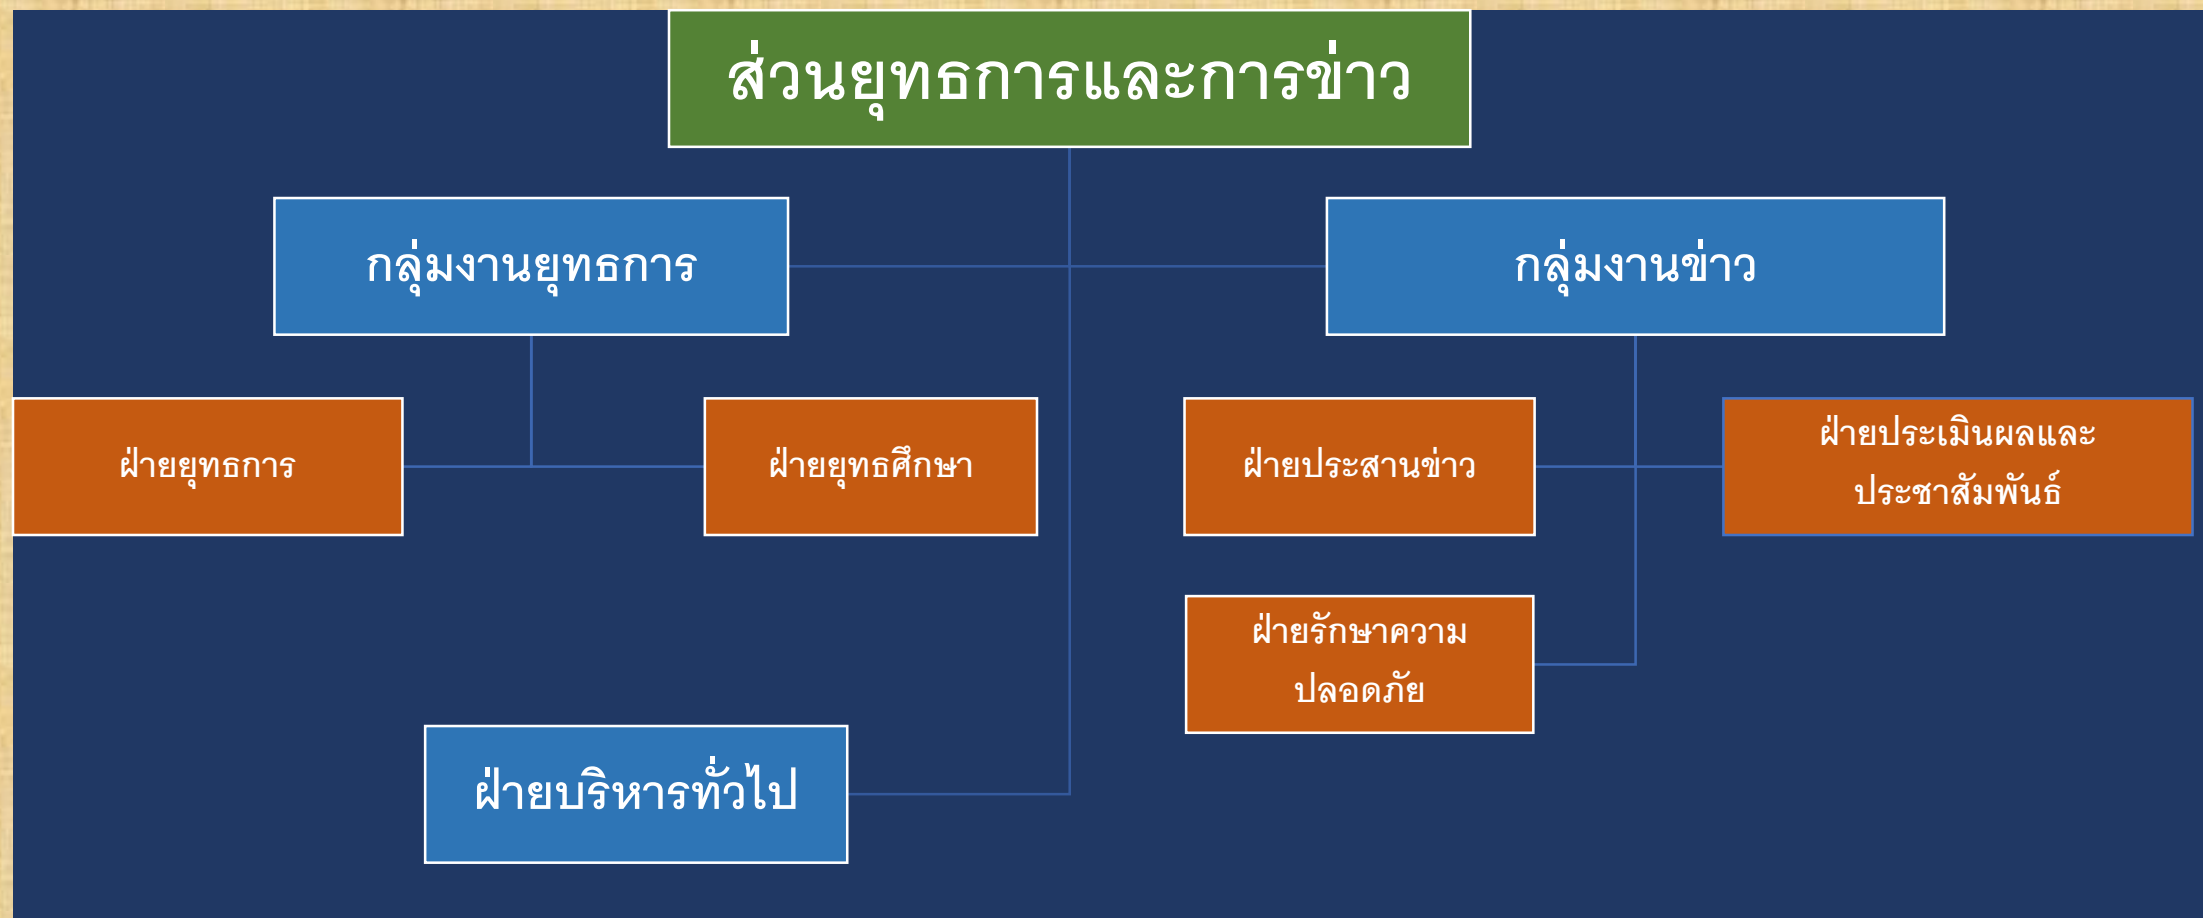 ส่วนยุทธการและการข่าว
กลุ่มงานยุทธการ
กลุ่มงานข่าว
ฝ่ายยุทธการ
ฝ่ายยุทธศึกษา
ฝ่ายประสานข่าว
ฝ่ายประเมินผลและ
ประชาสัมพันธ์
ฝ่ายรักษาความ
ปลอดภัย
ฝ่ายบริหารทั่วไป